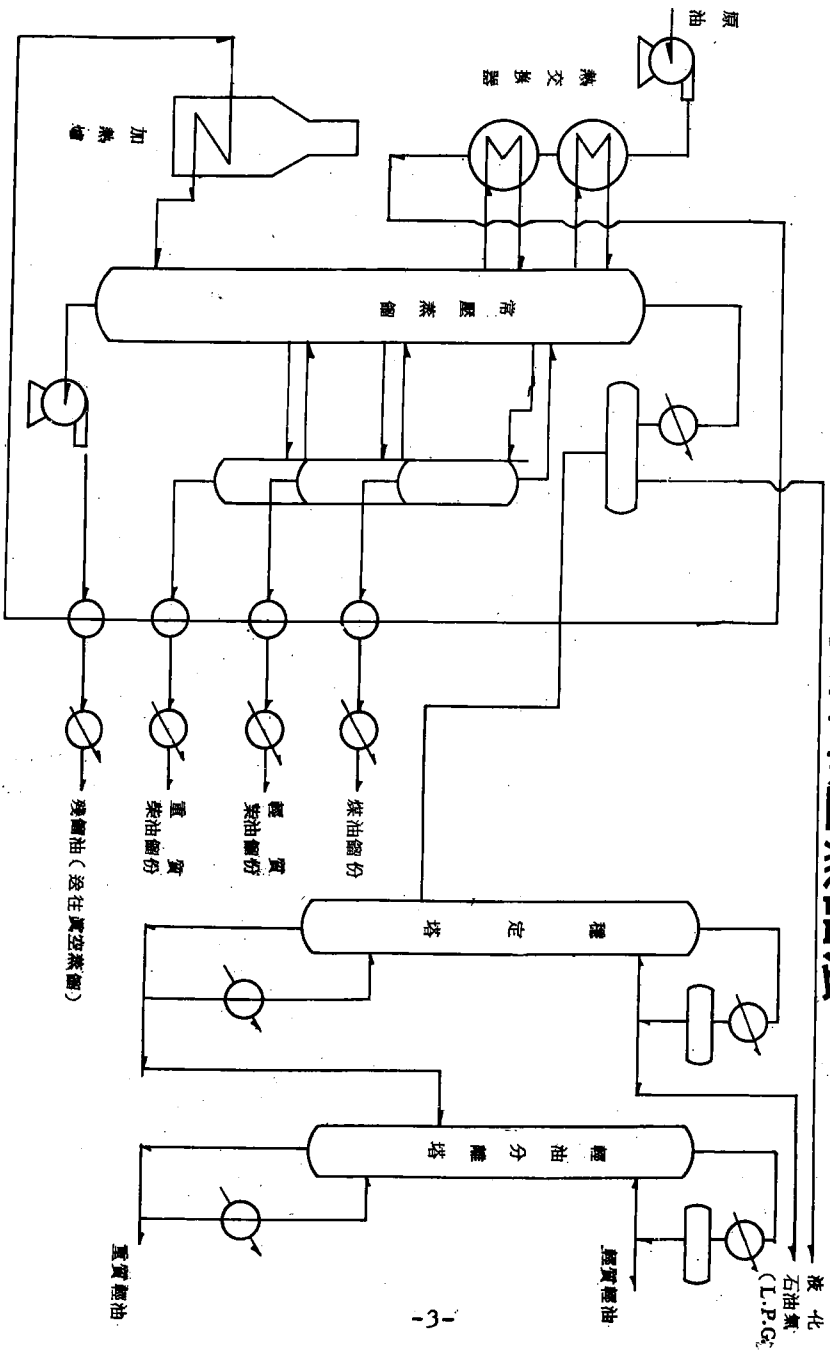 原油
熱交換器
加熱爐
常壓蒸餾
煤油餾份
輕質
柴油餾份
重質
柴油餾份
殘餾油(送往真空蒸餾)
穩定塔
輕油分離塔
液化
石油氣
(L.P.G.)
輕質輕油
重質輕油
-3-